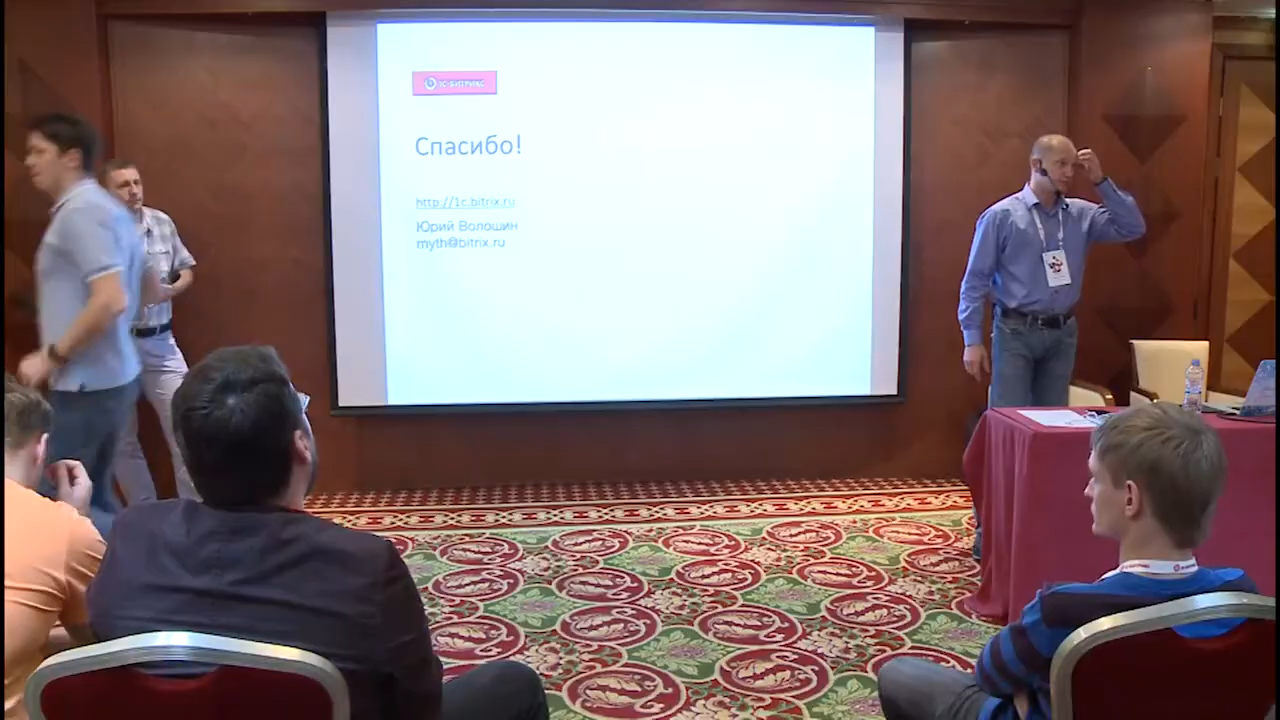 1С-БИТРИКС
Спасибо!
http://1c.bitrix.ru
Юрий Волошин
myth@bitrix.ru